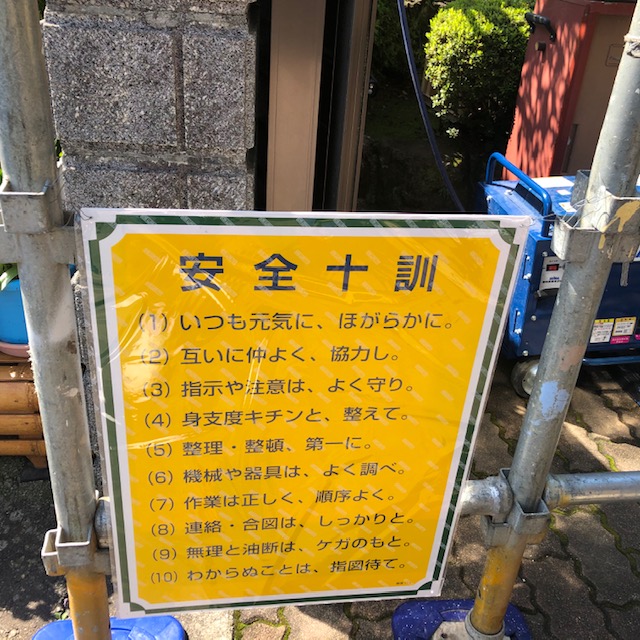 安全十訓
(1) いつも元気に、ほがらかに。
(2) 互いに仲よく、協力し。
(3) 指示や注意は、よく守り。
(4) 身支度キチンと、整えて。
(5) 整理・整頓、第一に。
(6) 機械や器具は、よく調べ。
(7) 作業は正しく、順序よく。
(8) 連絡・合図は、しっかりと。
(9) 無理と油断は、ケガのもと。
(10) わからぬことは、指図待て。